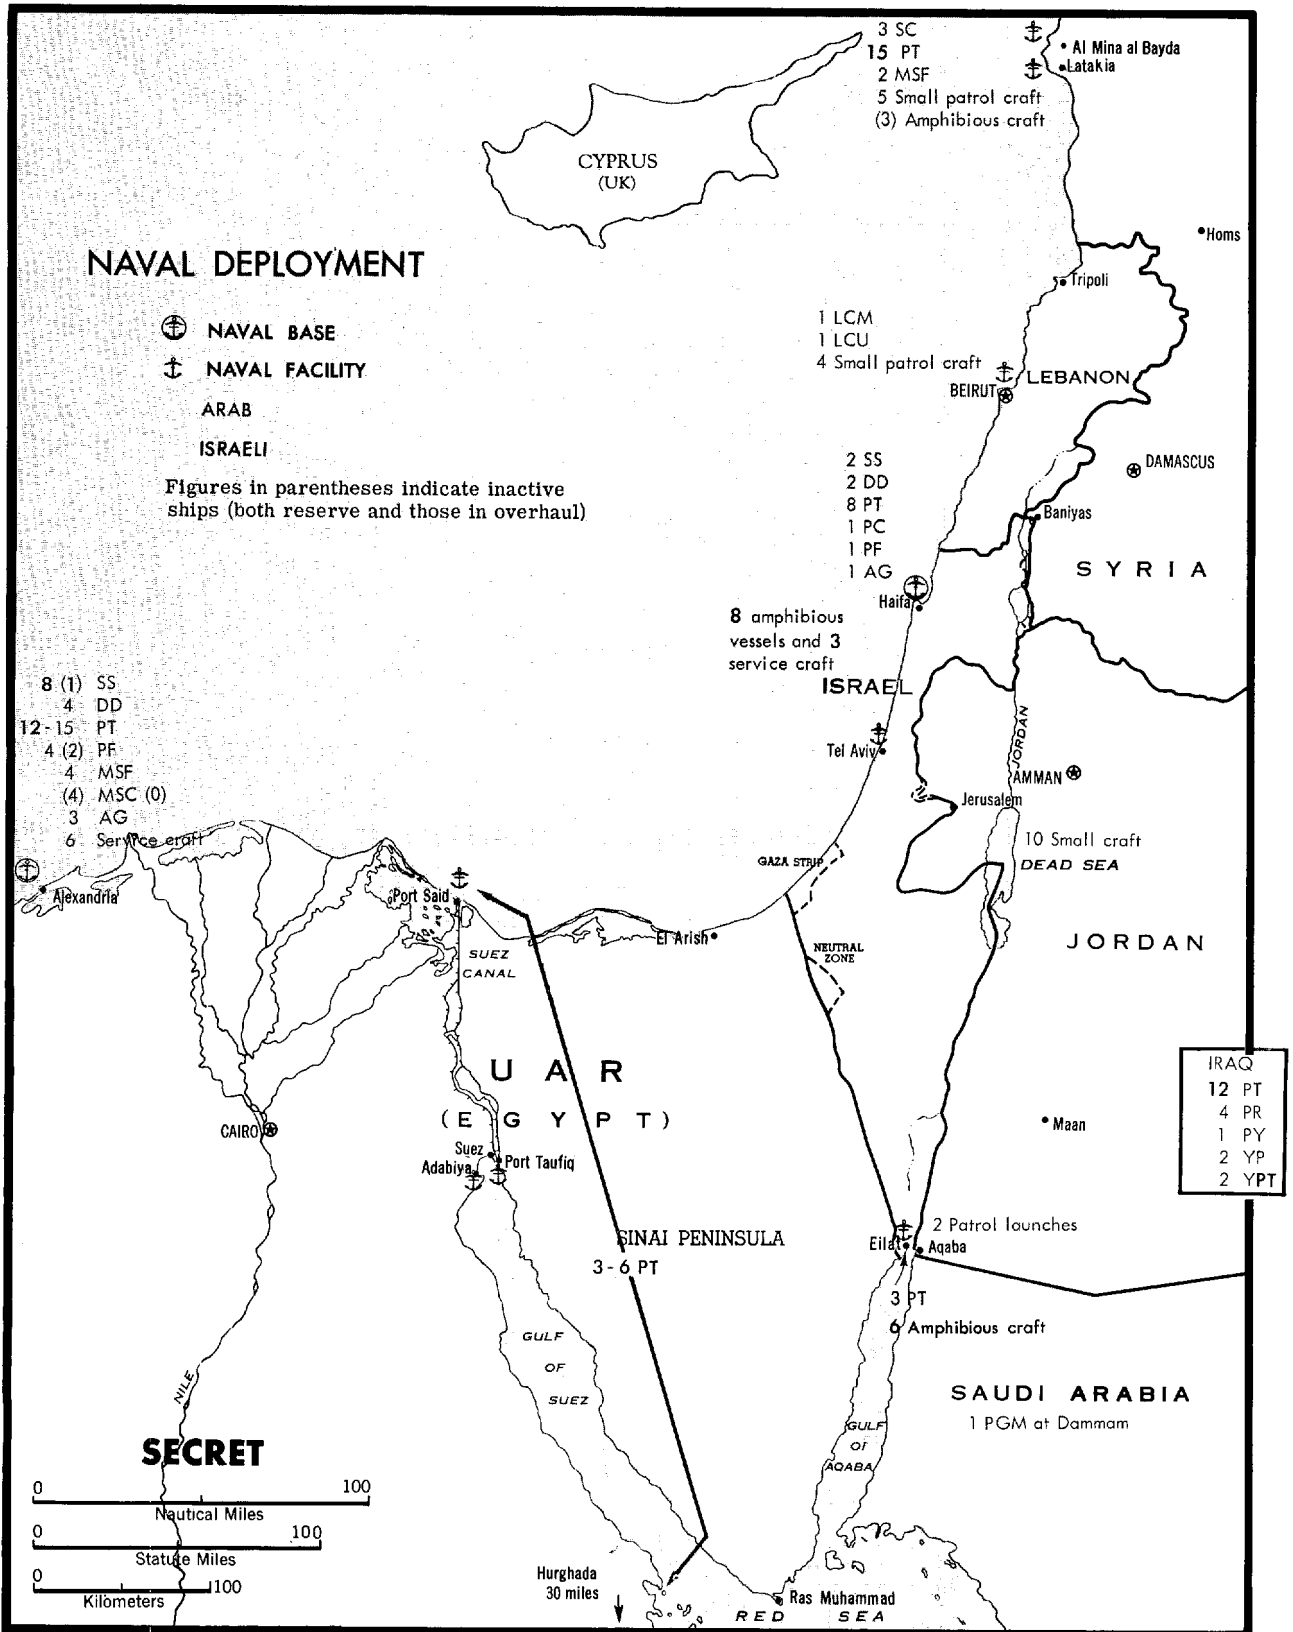 3 SC
15 PT
2 MSF
5 Small patrol craft
(3) Amphibious craft
Al Mina al Bayda
Latakia
CYPRUS
(UK)
Homs
Tripoli
NAVAL DEPLOYMENT
NAVAL BASE
NAVAL FACILITY
ARAB
ISRAELI
Figures in parentheses indicate inactive
ships (both reserve and those in overhaul)
1 LCM
1 LCU
4 Small patrol craft
BEIRUT
LEBANON
DAMASCUS
Baniyas
SYRIA
2 SS
2 DD
8 PT
1 PC
1 PF
1 AG
Haifa
8 amphibious
vessels and 3
service craft
ISRAEL
Tel Aviv
JORDAN
AMMAN
Jerusalem
10 Small craft
DEAD SEA
JORDAN
8 (1) SS
4 DD
12-15 PT
4 (2) PF
4 MSF
(4) MSC (0)
3 AG
6 Service craft
Alexandria
Port Said
GAZA STRIP
El Arish
NEUTRAL
ZONE
SUEZ
CANAL
UAR
(EGYPT)
CAIRO
Suez
Adabiya
Port Taufiq
IRAQ
12 PT
4 PR
1 PY
2 YP
2 YPT
Maan
SINAI PENINSULA
3-6 PT
2 Patrol launches
Eilat
Aqaba
3 PT
6 Amphibious craft
GULF
OF
SUEZ
NILE
SAUDI ARABIA
1 PGM at Dammam
GULF
OF
AQABA
SECRET
0 100
Nautical Miles
0 100
Statute Miles
0 100
Kilometers
Hurghada
30 miles
Ras Muhammad
RED SEA